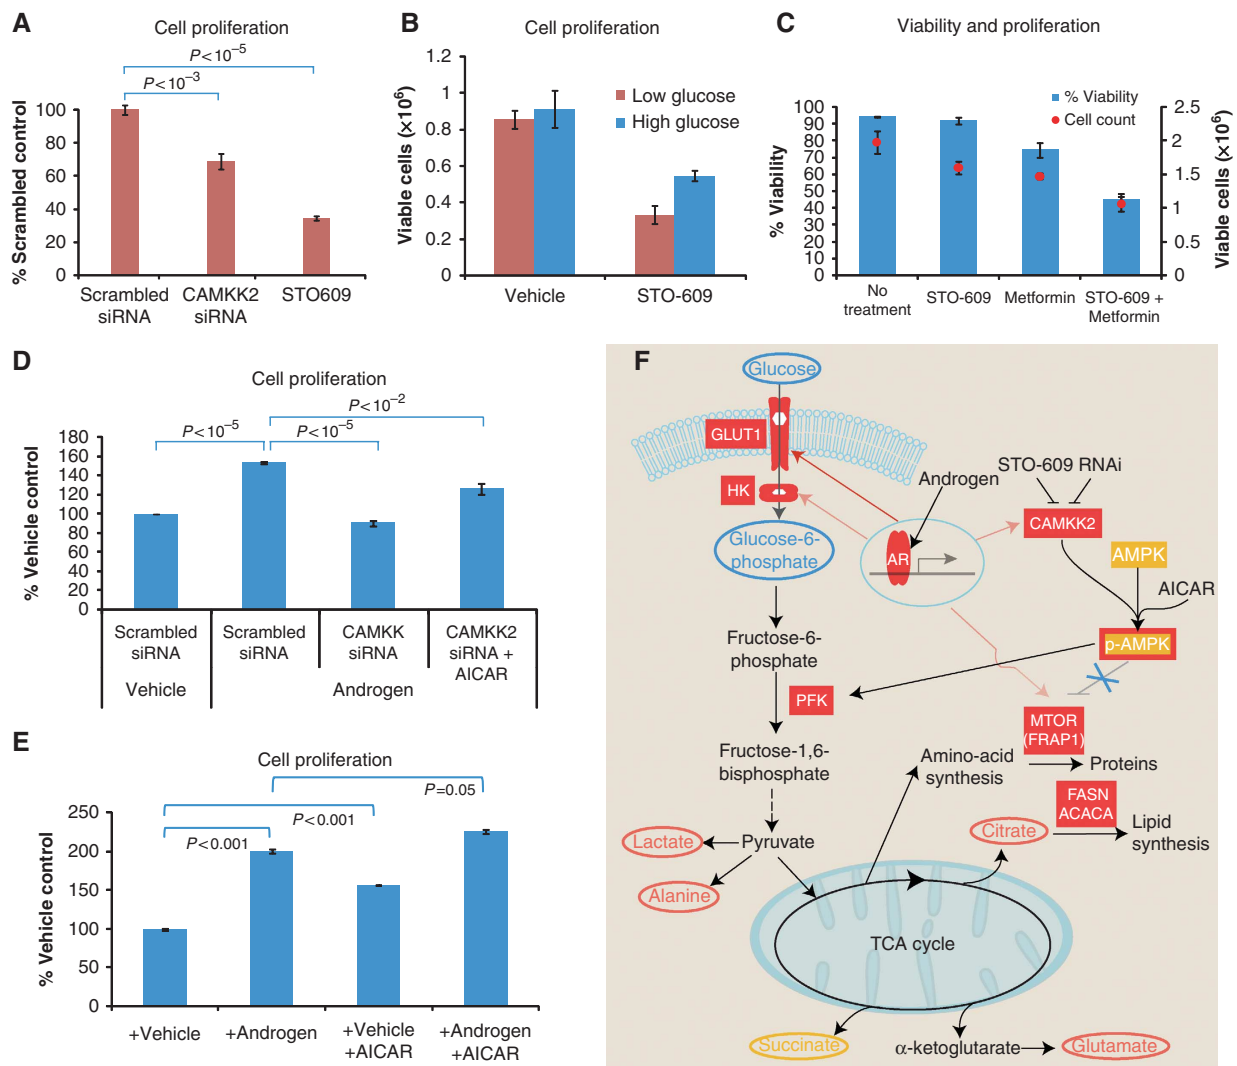 A
Cell proliferation
P<10–5
P<10–3
% Scrambled control
100
80
60
40
20
0
Scrambled
siRNA
CAMKK2
siRNA
STO609
B
Cell proliferation
Viable cells (×106)
1.2
1
0.8
0.6
0.4
0.2
0
Low glucose
High glucose
Vehicle
STO-609
C
Viability and proliferation
% Viability
100
90
80
70
60
50
40
30
20
10
0
% Viability
Cell count
2.5
2
1.5
1
0.5
0
Viable cells (×106)
No
treatment
STO-609
Metformin
STO-609 +
Metformin
D
Cell proliferation
P<10–2
P<10–5
P<10–5
% Vehicle control
180
160
140
120
100
80
60
40
20
0
Scrambled
siRNA
Scrambled
siRNA
CAMKK
siRNA
CAMKK2
siRNA +
AICAR
Vehicle
Androgen
E
Cell proliferation
P=0.05
P<0.001
P<0.001
% Vehicle control
250
200
150
100
50
0
+Vehicle
+Androgen
+Vehicle
+AICAR
+Androgen
+AICAR
F
Glucose
GLUT1
HK
Glucose-6-
phosphate
Androgen
AR
STO-609 RNAi
CAMKK2
AMPK
AICAR
p-AMPK
Fructose-6-
phosphate
PFK
MTOR
(FRAP1)
Fructose-1,6-
bisphosphate
Amino-acid
synthesis
Proteins
FASN
ACACA
Lactate
Pyruvate
Citrate
Lipid
synthesis
Alanine
TCA cycle
Succinate
α-ketoglutarate
Glutamate